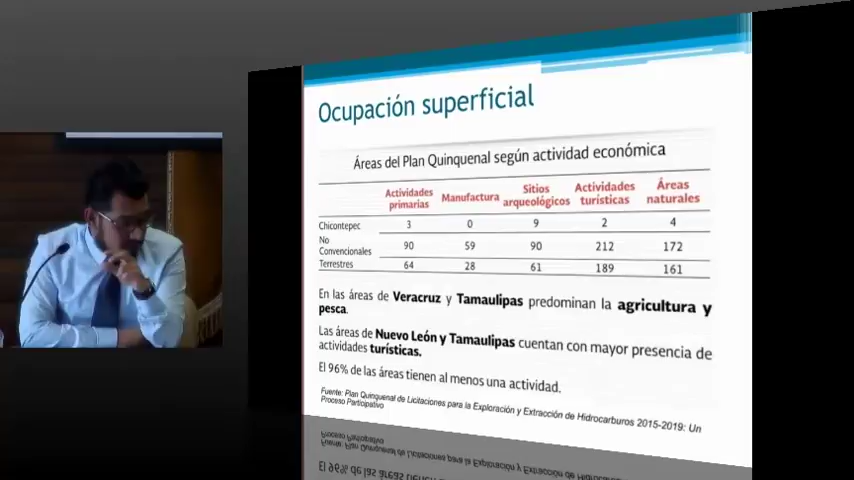 Ocupación superficial
Áreas del Plan Quinquenal según actividad económica
Actividades primarias Manufactura Sitios arqueológicos Actividades turísticas Áreas naturales
Chicontepec 3 0 9 2 4
No Convencionales 90 59 90 212 172
Terrestres 64 28 61 189 161
En las áreas de Veracruz y Tamaulipas predominan la agricultura y
pesca.
Las áreas de Nuevo León y Tamaulipas cuentan con mayor presencia de
actividades turísticas.
El 96% de las áreas tienen al menos una actividad.
Fuente: Plan Quinquenal de Licitaciones para la Exploración y Extracción de Hidrocarburos 2015-2019: Un
Proceso Participativo